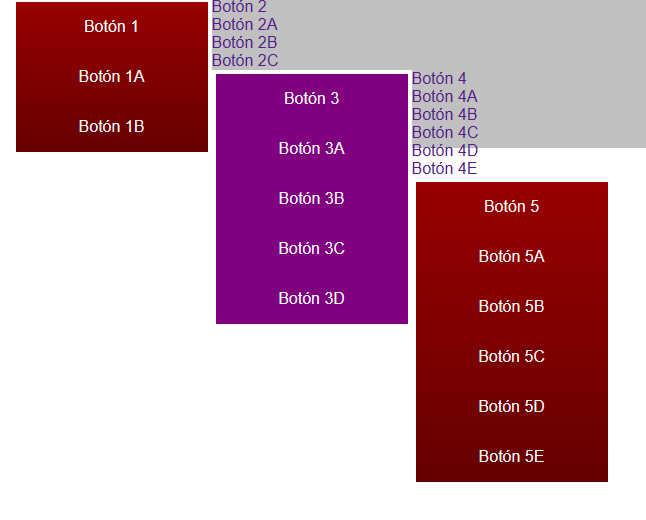 Botón 1
Botón 1A
Botón 1B
Botón 2
Botón 2A
Botón 2B
Botón 2C
Botón 3
Botón 3A
Botón 3B
Botón 3C
Botón 3D
Botón 4
Botón 4A
Botón 4B
Botón 4C
Botón 4D
Botón 4E
Botón 5
Botón 5A
Botón 5B
Botón 5C
Botón 5D
Botón 5E